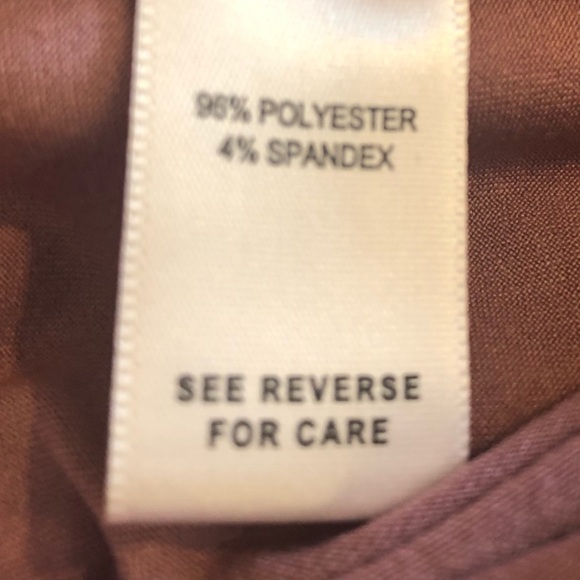 96% POLYESTER
4% SPANDEX
SEE REVERSE
FOR CARE